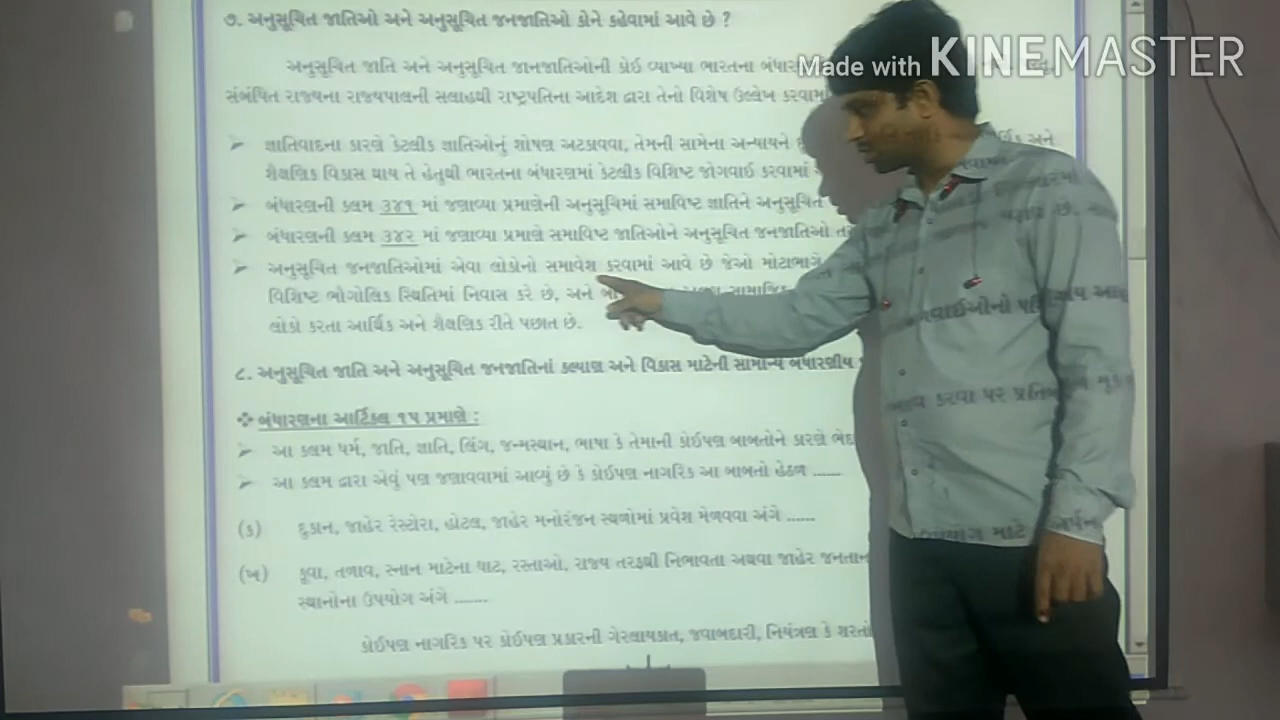 Made with KINEMASTER
૭. અનુસૂચિત જાતિઓ અને અનુસૂચિત જનજાતિઓ કોને કહેવામાં આવે છે ?
અનુસૂચિત જાતિ અને અનુસૂચિત જાનજાતિઓની કોઈ વ્યાખ્યા ભારતના
સંબંધિત રાજ્યના રાજ્યપાલની સલાહથી રાષ્ટ્રપતિના આદેશ દ્વારા તેનો વિશેષ ઉલ્લેખ
➢ જ્ઞાતિવાદના કારણે કેટલીક જ્ઞાતિઓનું શોષણ અટકાવવા, તેમની સામેના અન્યાયને
શૈક્ષણિક વિકાસ થાય તે હેતુથી ભારતના બંધારણમાં કેટલીક વિશિષ્ટ જોગવાઈ કરવામાં
➢ બંધારણની કલમ ૩૪૧ માં જણાવ્યા પ્રમાણેની અનુસૂચિમાં સમાવિષ્ટ જ્ઞાતિને અનુસૂચિત
➢ બંધારણની કલમ ૩૪૨ માં જણાવ્યા પ્રમાણે સમાવિષ્ટ જાતિઓને અનુસૂચિત જનજાતિઓ
➢ અનુસૂચિત જનજાતિઓમાં એવા લોકોનો સમાવેશ કરવામાં આવે છે જેઓ મોટાભાગે
વિશિષ્ટ ભૌગોલિક સ્થિતિમાં નિવાસ કરે છે, અને
લોકો કરતા આર્થિક અને શૈક્ષણિક રીતે પછાત છે.
૮. અનુસૂચિત જાતિ અને અનુસૂચિત જનજાતિનાં કલ્યાણ અને વિકાસ માટેની સામાન્ય બંધારણીય
❖ બંધારણના આર્ટિકલ ૧૫ પ્રમાણે :
➢ આ કલમ ધર્મ, જાતિ, જ્ઞાતિ, લિંગ, જન્મસ્થાન, ભાષા કે તેમાની કોઈપણ બાબતોને કારણે
➢ આ કલમ દ્વારા એવું પણ જણાવવામાં આવ્યું છે કે કોઈપણ નાગરિક આ બાબતો હેઠળ ......
(ક) દુકાન, જાહેર રેસ્ટોરા, હોટલ, જાહેર મનોરંજન સ્થળોમાં પ્રવેશ મેળવવા અંગે ......
(ખ) કૂવા, તળાવ, સ્નાન માટેના ઘાટ, રસ્તાઓ, રાજ્ય તરફથી નિભાવતા અથવા જાહેર
સ્થાનોના ઉપયોગ અંગે .......
કોઈપણ નાગરિક પર કોઈપણ પ્રકારની ગેરલાયકાત, જવાબદારી, નિયંત્રણ કે